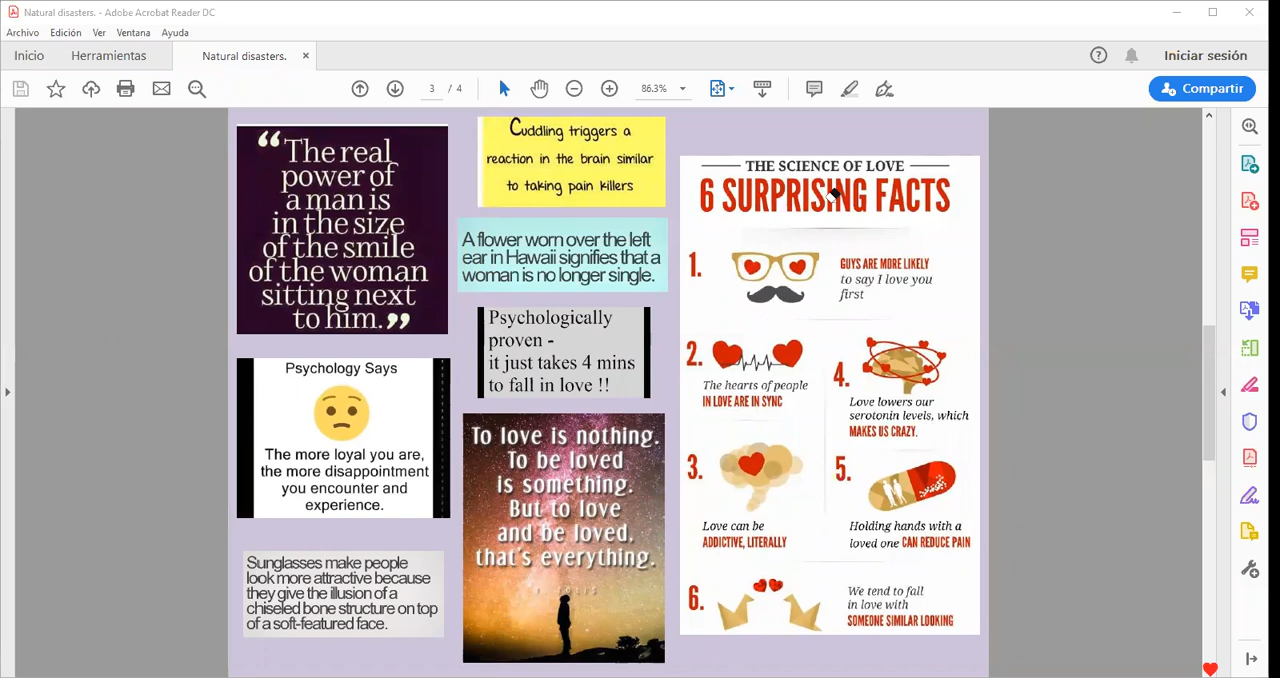 Natural disasters. - Adobe Acrobat Reader DC
Archivo Edición Ver Ventana Ayuda
Inicio Herramientas Natural disasters. × Iniciar sesión
3 / 4 86.3% Compartir
“The real
power of
a man is
in the size
of the smile
of the woman
sitting next
to him.”
Psychology Says
The more loyal you are,
the more disappointment
you encounter and
experience.
Sunglasses make people
look more attractive because
they give the illusion of a
chiseled bone structure on top
of a soft-featured face.
Cuddling triggers a
reaction in the brain similar
to taking pain killers
A flower worn over the left
ear in Hawaii signifies that a
woman is no longer single.
Psychologically
proven -
it just takes 4 mins
to fall in love !!
To love is nothing.
To be loved
is something.
But to love
and be loved,
that's everything.
THE SCIENCE OF LOVE
6 SURPRISING FACTS
1.
GUYS ARE MORE LIKELY
to say I love you
first
2.
The hearts of people
IN LOVE ARE IN SYNC
3.
Love can be
ADDICTIVE, LITERALLY
4.
Love lowers our
serotonin levels, which
MAKES US CRAZY.
5.
Holding hands with a
loved one CAN REDUCE PAIN
6.
We tend to fall
in love with
SOMEONE SIMILAR LOOKING